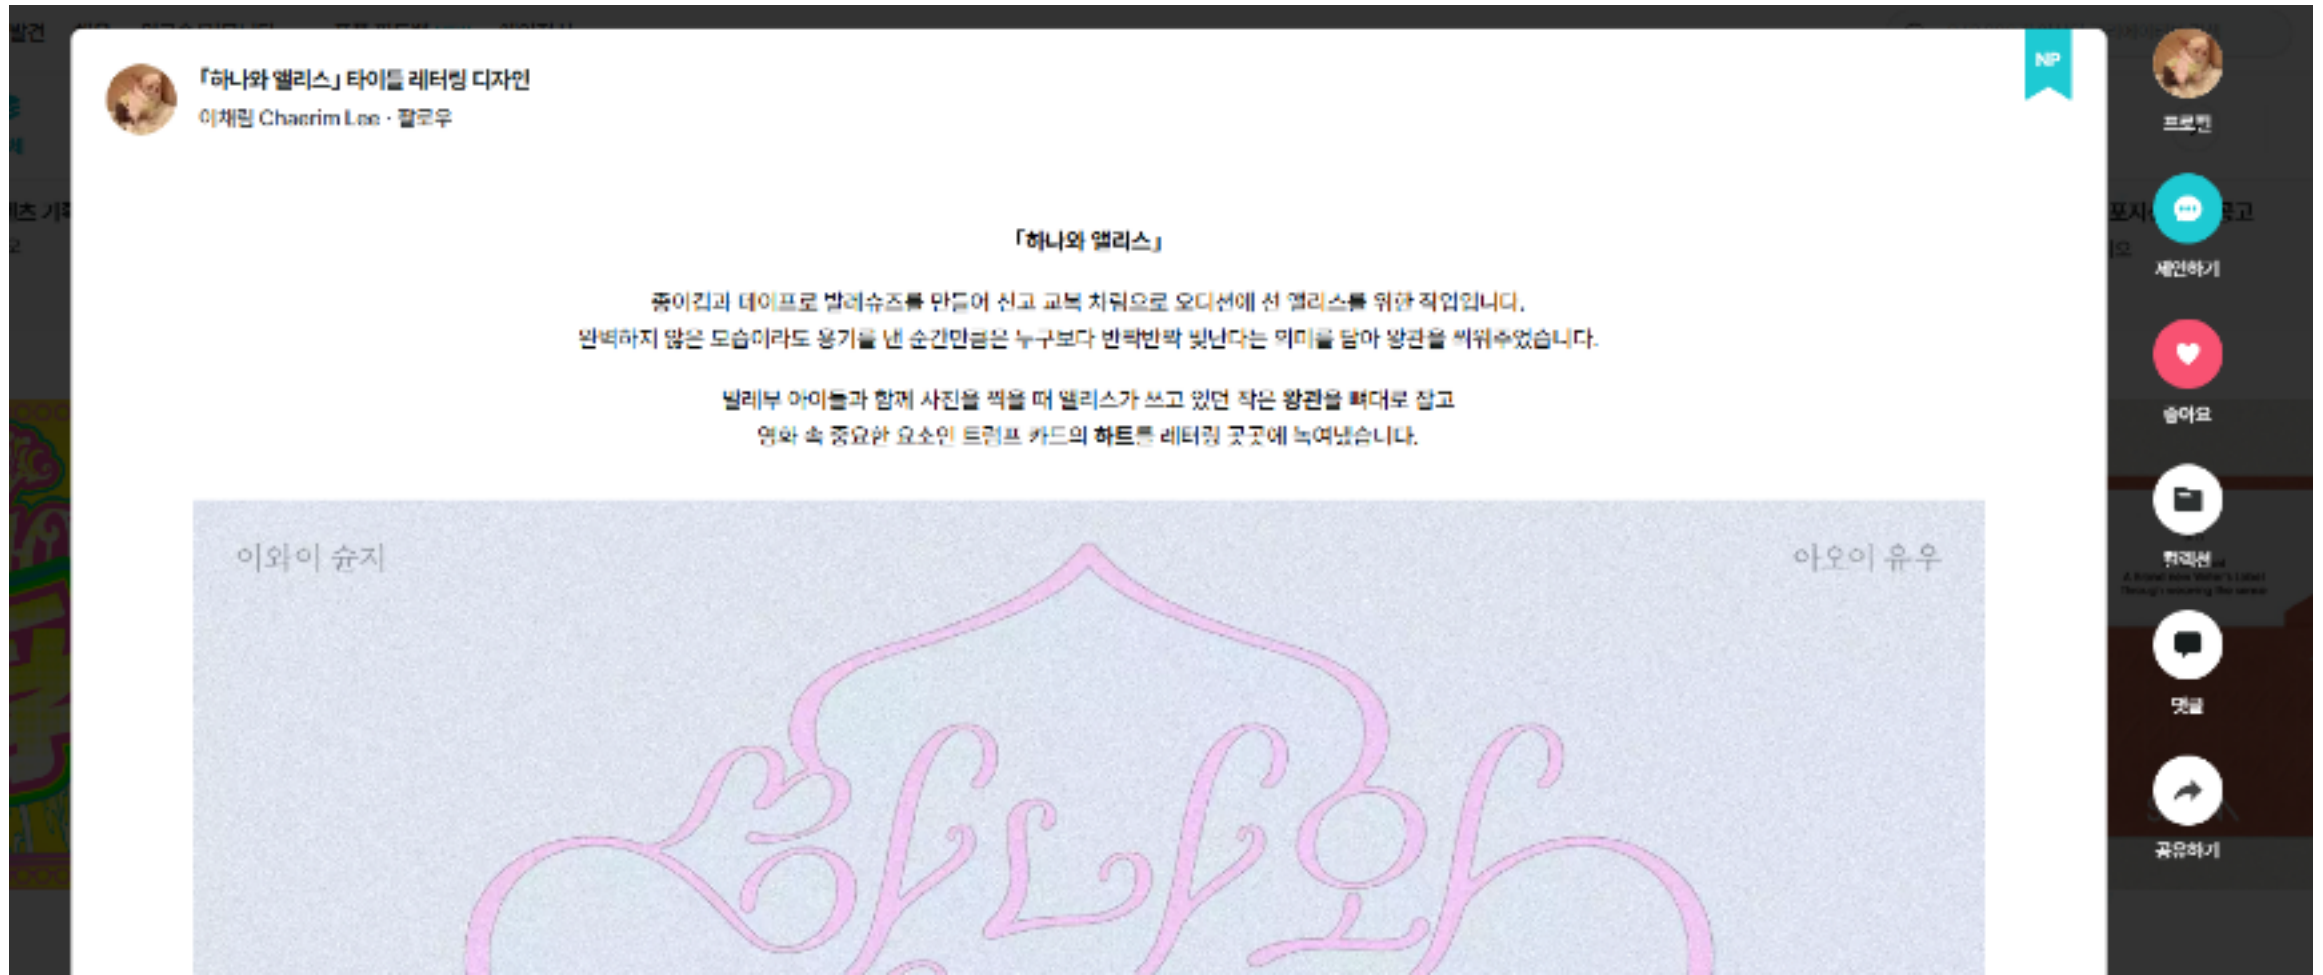 발견
NP
「하나와 앨리스」 타이틀 레터링 디자인
이채림 Chaerim Lee · 팔로우
프로필
제안하기
좋아요
컬렉션
댓글
공유하기
「하나와 앨리스」
종이컵과 테이프로 발레슈즈를 만들어 신고 교복 차림으로 오디션에 선 앨리스를 위한 작업입니다.
완벽하지 않은 모습이라도 용기를 낸 순간만큼은 누구보다 반짝반짝 빛난다는 의미를 담아 왕관을 씌워주었습니다.
발레부 아이들과 함께 사진을 찍을 때 앨리스가 쓰고 있던 작은 왕관을 뼈대로 잡고
영화 속 중요한 요소인 트럼프 카드의 하트를 레터링 곳곳에 녹여냈습니다.
이와이 슌지
아오이 유우
하나와